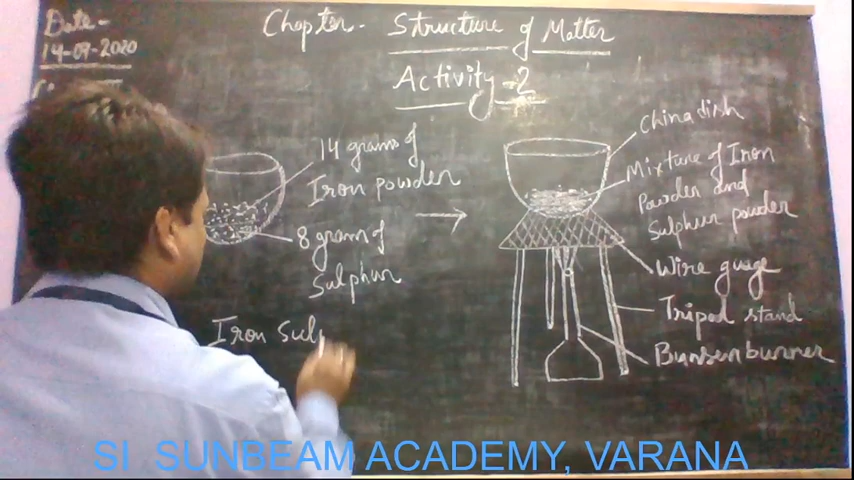 Date-
14-09-2020
Chapter- Structure of Matter
Activity-2
14 grams of
Iron powder
8 grams of
Sulphur
Iron Sulp
China dish
Mixture of Iron
Powder and
Sulphur powder
Wire guage
Tripod stand
Bunsen burner
SI SUNBEAM ACADEMY, VARANA